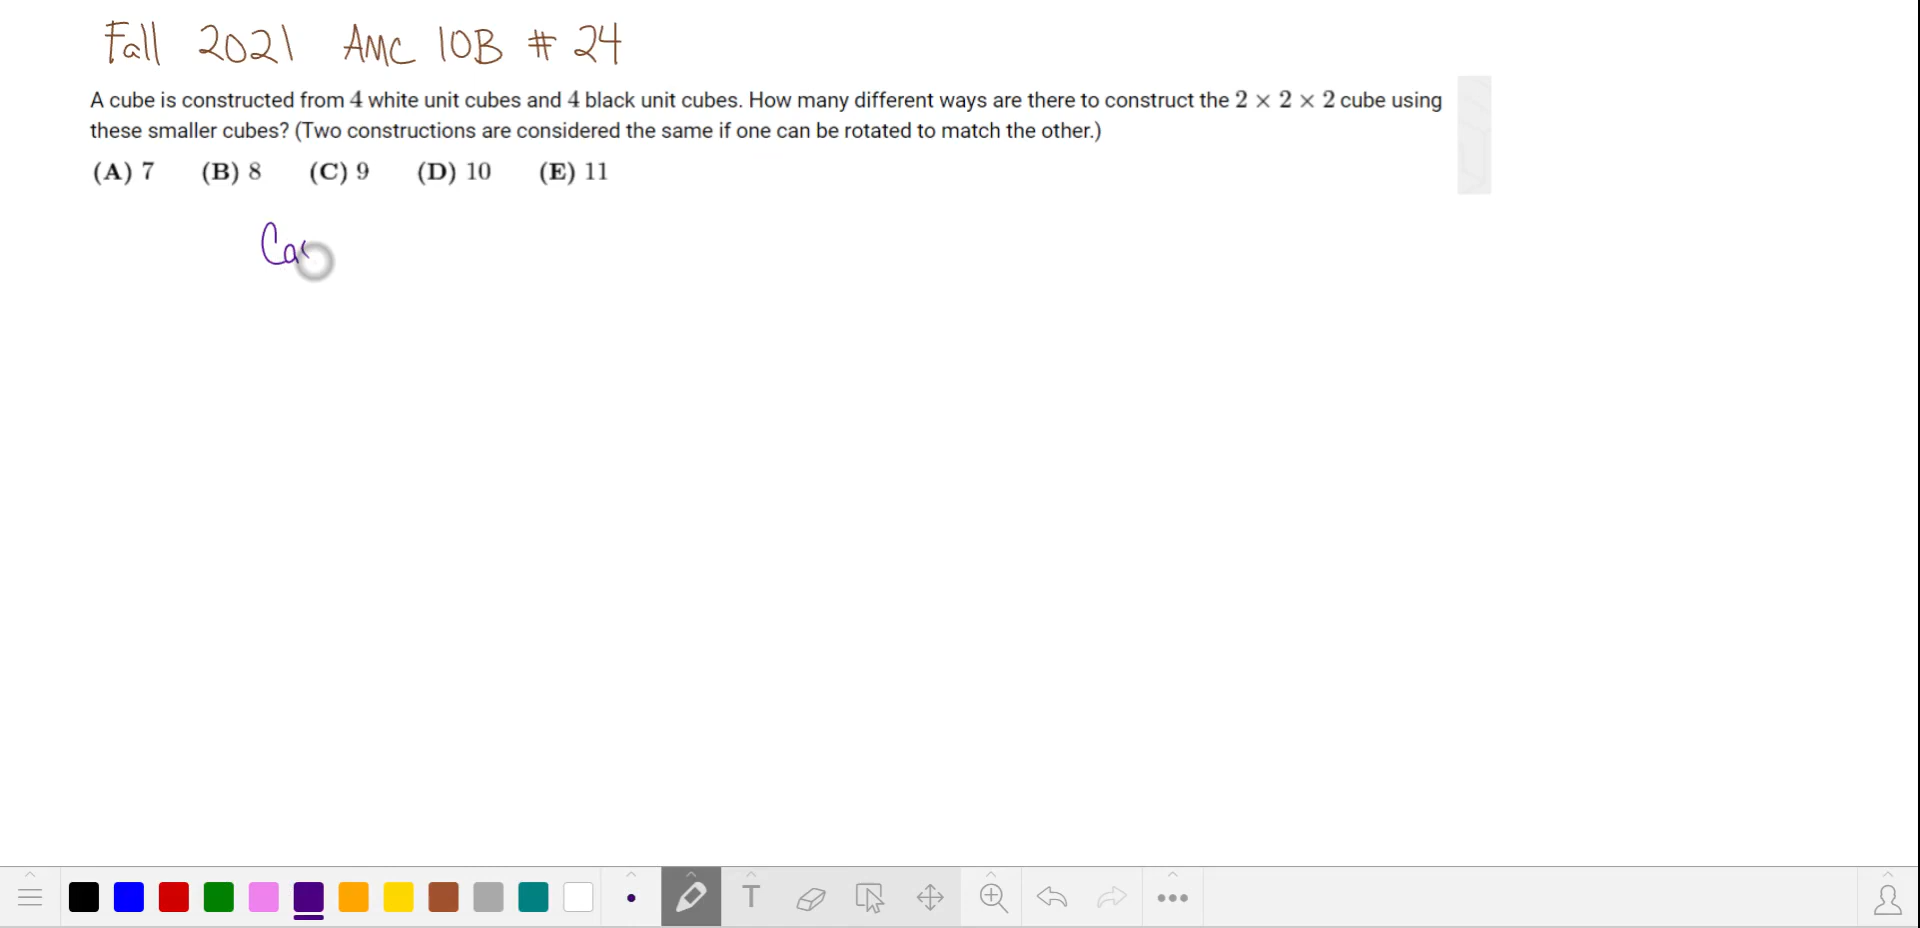 Fall 2021 AMC 10B # 24
A cube is constructed from 4 white unit cubes and 4 black unit cubes. How many different ways are there to construct the 2 × 2 × 2 cube using
these smaller cubes? (Two constructions are considered the same if one can be rotated to match the other.)
(A) 7 (B) 8 (C) 9 (D) 10 (E) 11
T